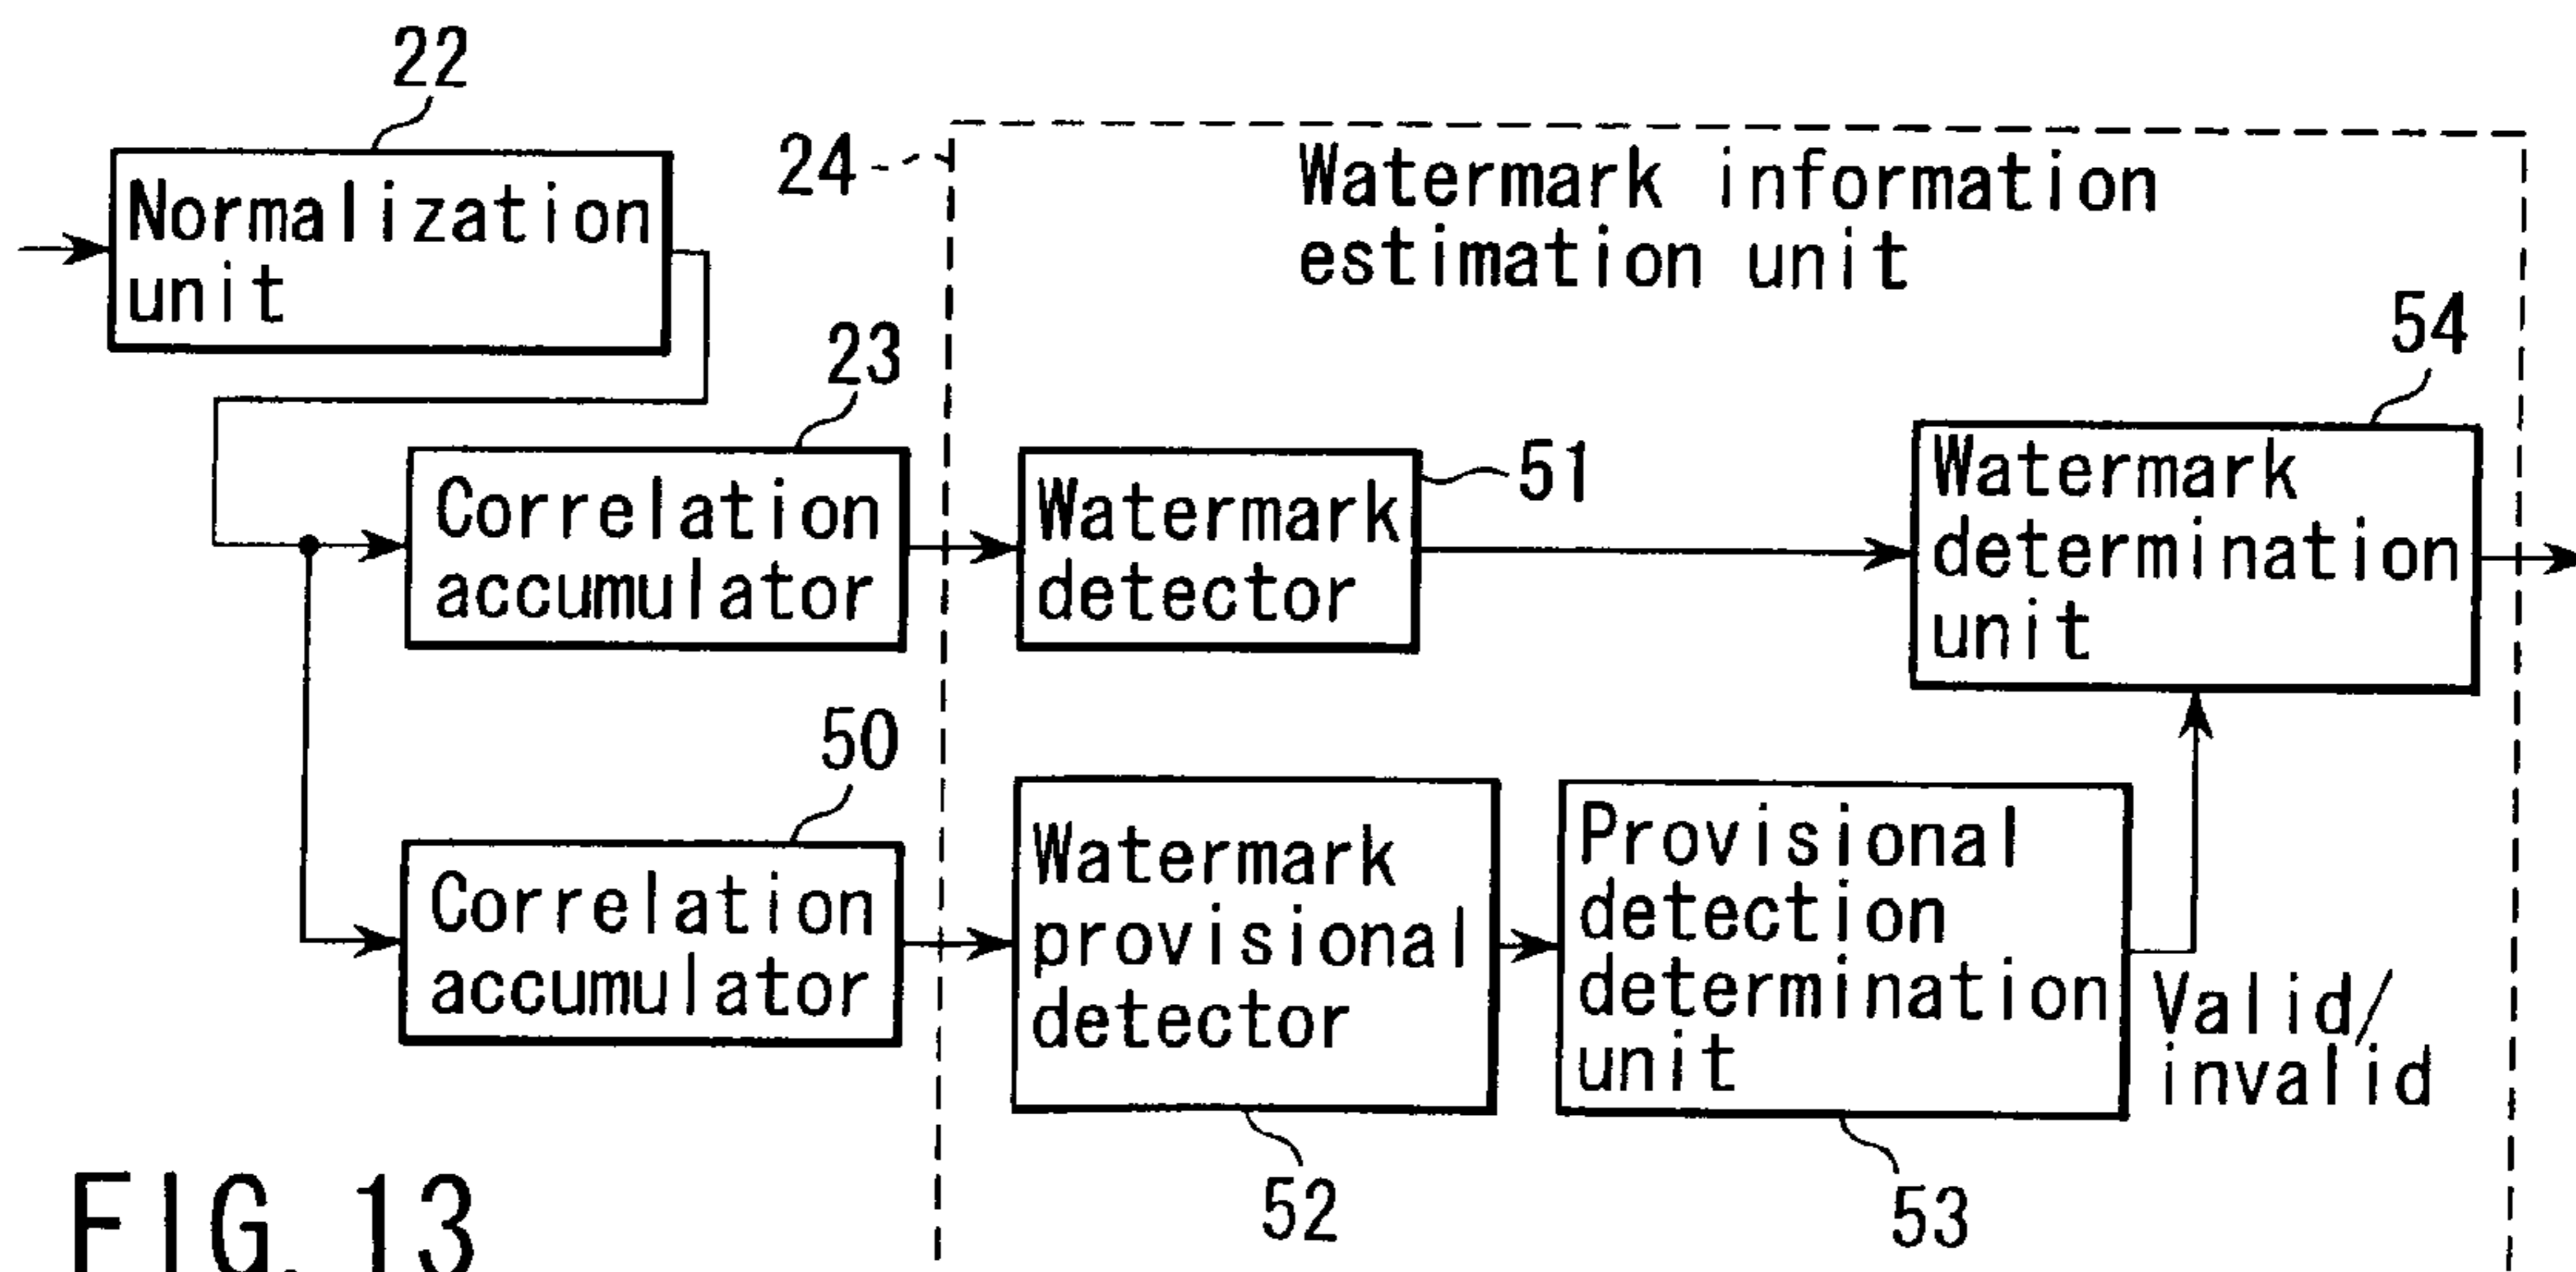 22
Normalization
unit
24
Watermark information
estimation unit
23
Correlation
accumulator
51
Watermark
detector
54
Watermark
determination
unit
50
Correlation
accumulator
Watermark
provisional
detector
52
Provisional
detection
determination
unit
53
Valid/
invalid
FIG. 13